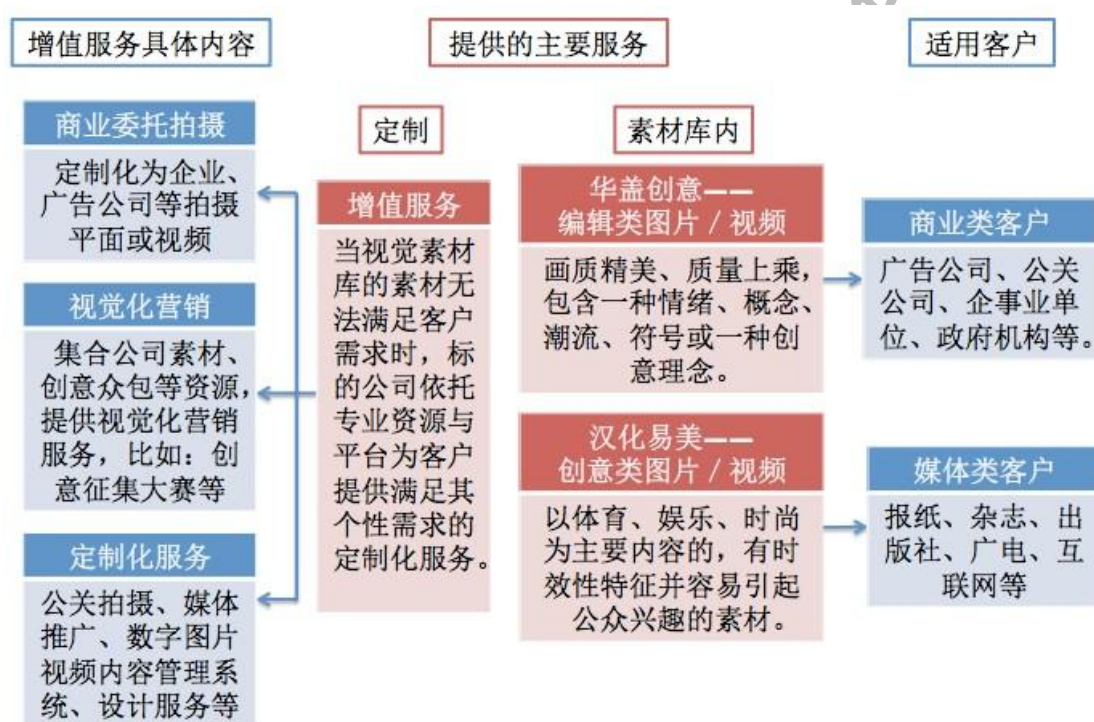 增值服务具体内容
提供的主要服务
适用客户
商业委托拍摄
定制化为企业、
广告公司等拍摄
平面或视频
视觉化营销
集合公司素材、
创意众包等资源，
提供视觉化营销
服务，比如：创
意征集大赛等
定制化服务
公关拍摄、媒体
推广、数字图片
视频内容管理系
统、设计服务等
定制
增值服务
当视觉素材
库的素材无
法满足客户
需求时，标
的公司依托
专业资源与
平台为客户
提供满足其
个性需求的
定制化服务。
素材库内
华盖创意——
编辑类图片 / 视频
画质精美、质量上乘，
包含一种情绪、概念、
潮流、符号或一种创
意理念。
汉化易美——
创意类图片 / 视频
以体育、娱乐、时尚
为主要内容的，有时
效性特征并容易引起
公众兴趣的素材。
商业类客户
广告公司、公关
公司、企事业单
位、政府机构等。
媒体类客户
报纸、杂志、出
版社、广电、互
联网等